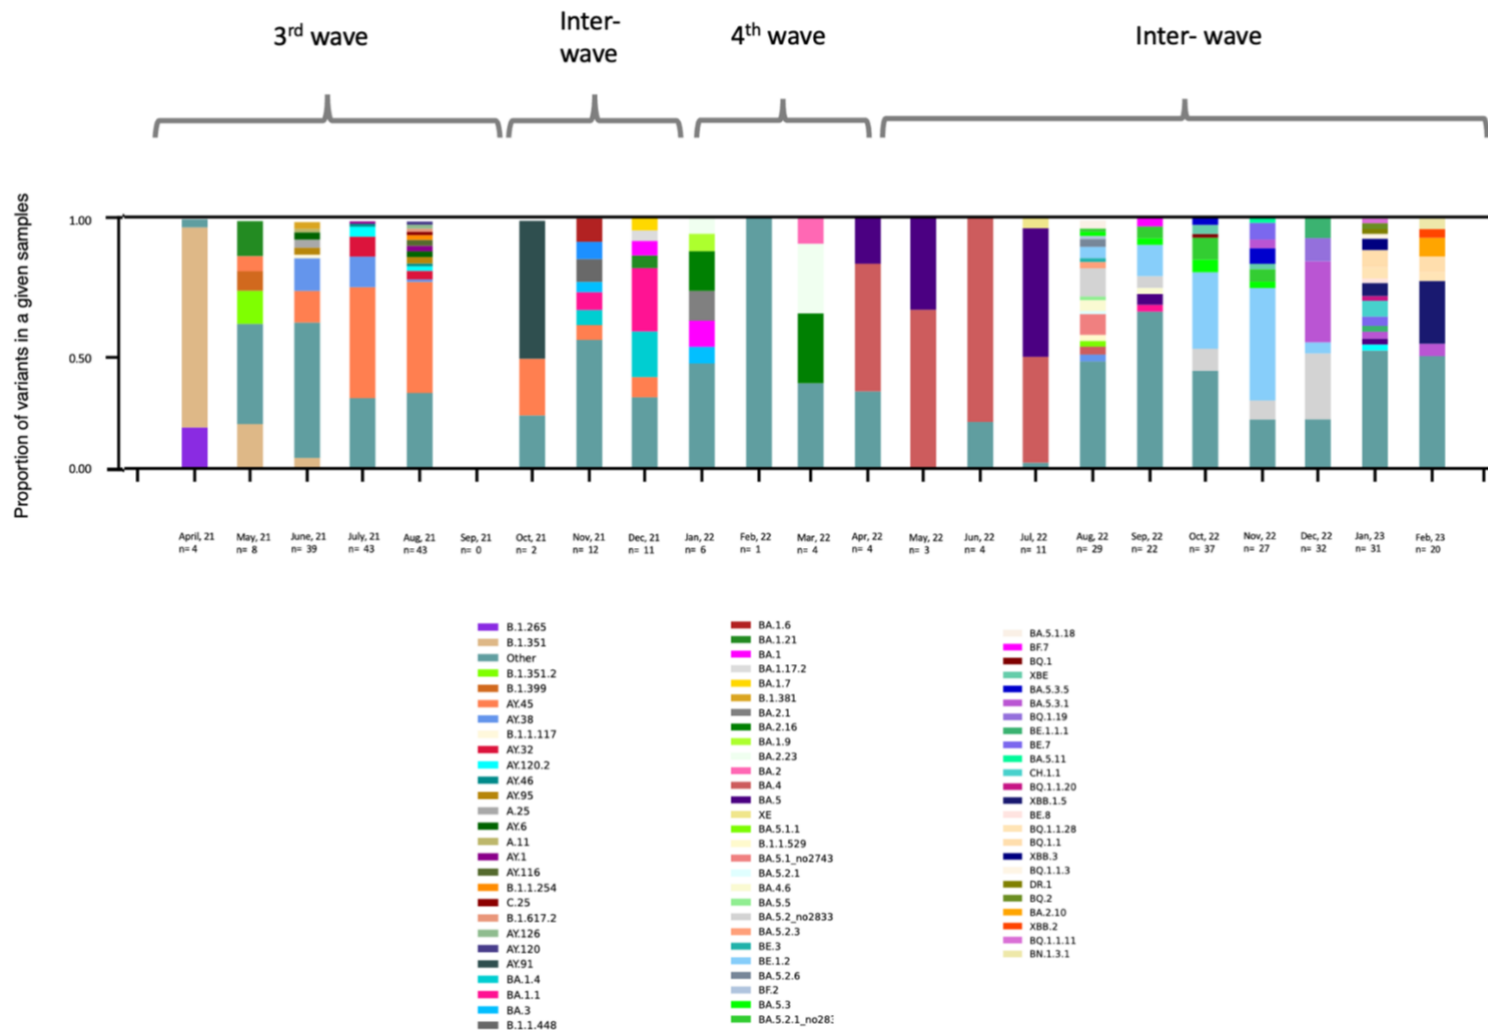 3rd wave
Inter-
wave
4th wave
Inter- wave
Proportion of variants in a given samples
1.00
0.50
0.00
April, 21
n= 4
May, 21
n= 8
June, 21
n= 39
July, 21
n= 43
Aug, 21
n= 43
Sep, 21
n= 0
Oct, 21
n= 2
Nov, 21
n= 12
Dec, 21
n= 11
Jan, 22
n= 6
Feb, 22
n= 1
Mar, 22
n= 4
Apr, 22
n= 4
May, 22
n= 3
Jun, 22
n= 4
Jul, 22
n= 11
Aug, 22
n= 29
Sep, 22
n= 22
Oct, 22
n= 37
Nov, 22
n= 27
Dec, 22
n= 32
Jan, 23
n= 31
Feb, 23
n= 20
B.1.265
B.1.351
Other
B.1.351.2
B.1.399
AY.45
AY.38
B.1.1.117
AY.32
AY.120.2
AY.46
AY.95
A.25
AY.6
A.11
AY.1
AY.116
B.1.1.254
C.25
B.1.617.2
AY.126
AY.120
AY.91
BA.1.4
BA.1.1
BA.3
B.1.1.448
BA.1.6
BA.1.21
BA.1
BA.1.17.2
BA.1.7
B.1.381
BA.2.1
BA.2.16
BA.1.9
BA.2.23
BA.2
BA.4
BA.5
XE
BA.5.1.1
B.1.1.529
BA.5.1_no2743
BA.5.2.1
BA.4.6
BA.5.5
BA.5.2_no2833
BA.5.2.3
BE.3
BE.1.2
BA.5.2.6
BF.2
BA.5.3
BA.5.2.1_no283
BA.5.1.18
BF.7
BQ.1
XBE
BA.5.3.5
BA.5.3.1
BQ.1.19
BE.1.1.1
BE.7
BA.5.11
CH.1.1
BQ.1.1.20
XBB.1.5
BE.8
BQ.1.1.28
BQ.1.1
XBB.3
BQ.1.1.3
DR.1
BQ.2
BA.2.10
XBB.2
BQ.1.1.11
BN.1.3.1